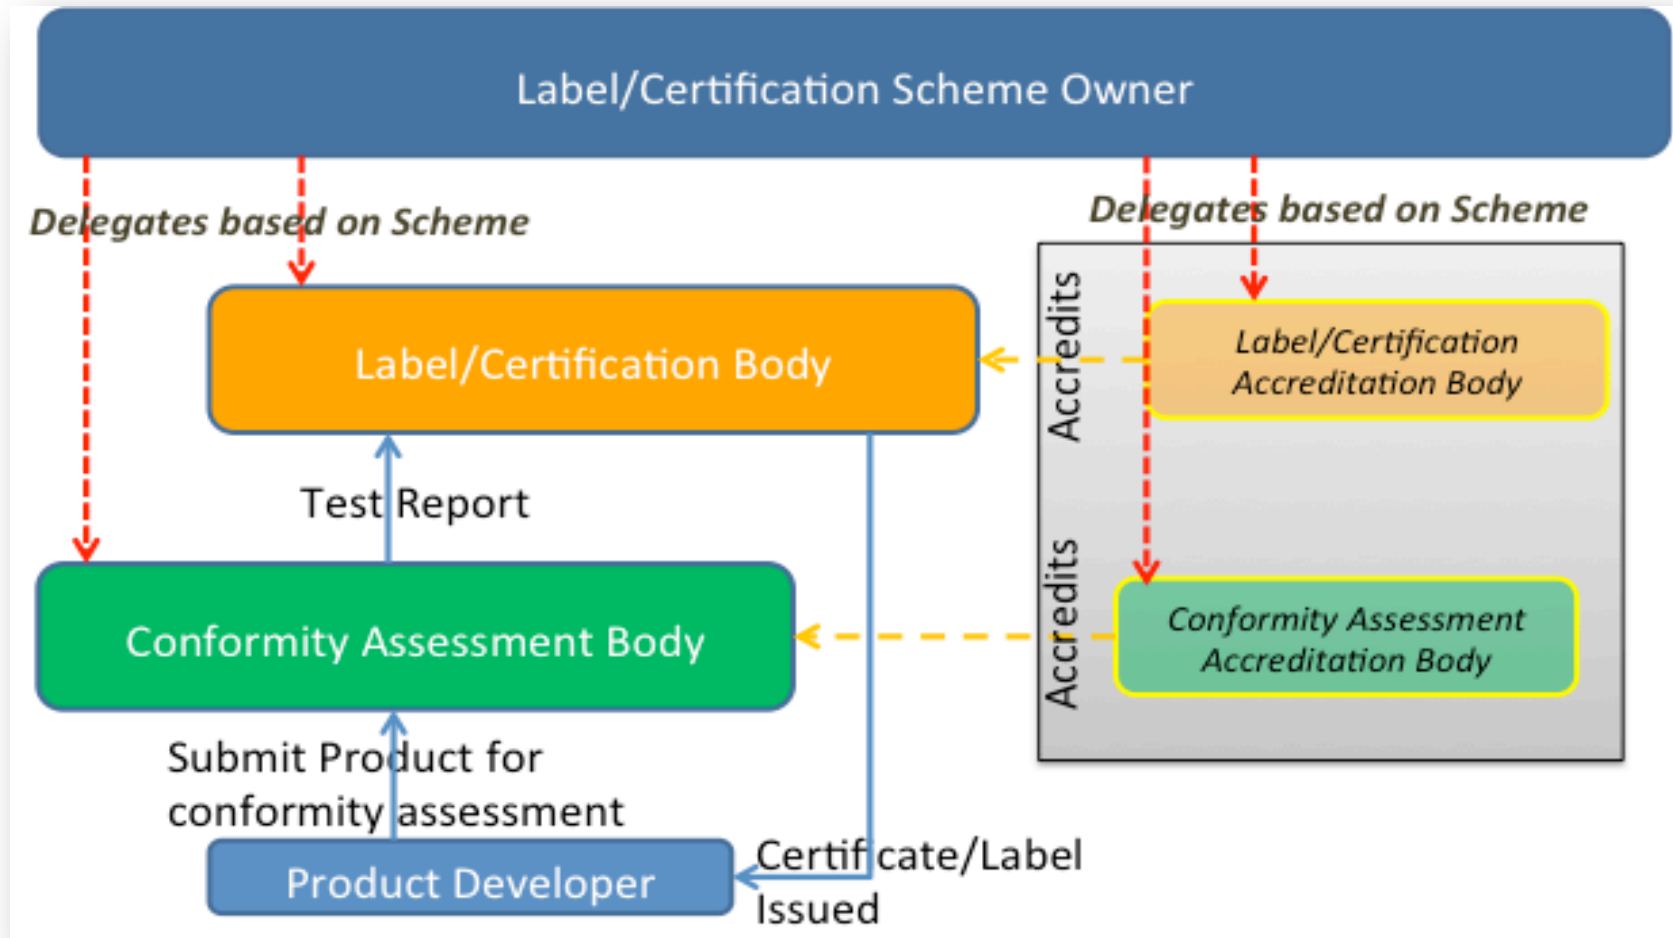 Label/Certification Scheme Owner
Delegates based on Scheme
Delegates based on Scheme
Label/Certification Body
Accredits
Label/Certification
Accreditation Body
Test Report
Conformity Assessment Body
Accredits
Conformity Assessment
Accreditation Body
Submit Product for
conformity assessment
Product Developer
Certificate/Label
Issued